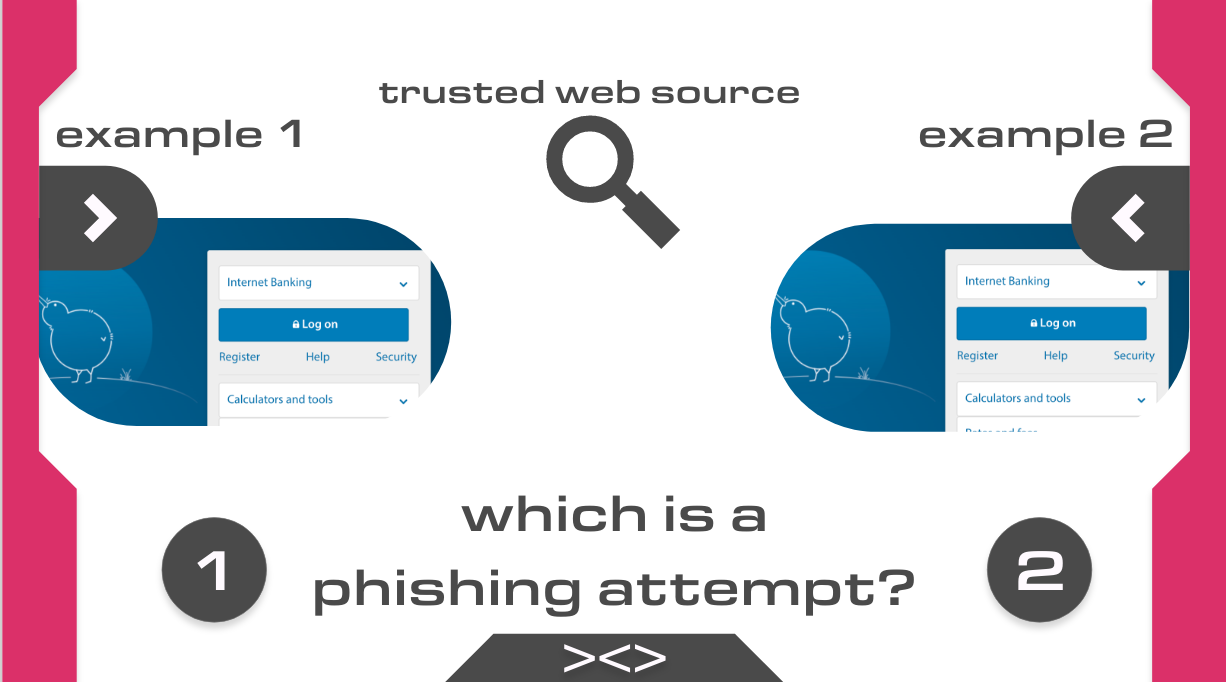 trusted web source
example 1
example 2
Internet Banking
Log on
Register Help Security
Calculators and tools
Internet Banking
Log on
Register Help Security
Calculators and tools
which is a
phishing attempt?
1
2
><>